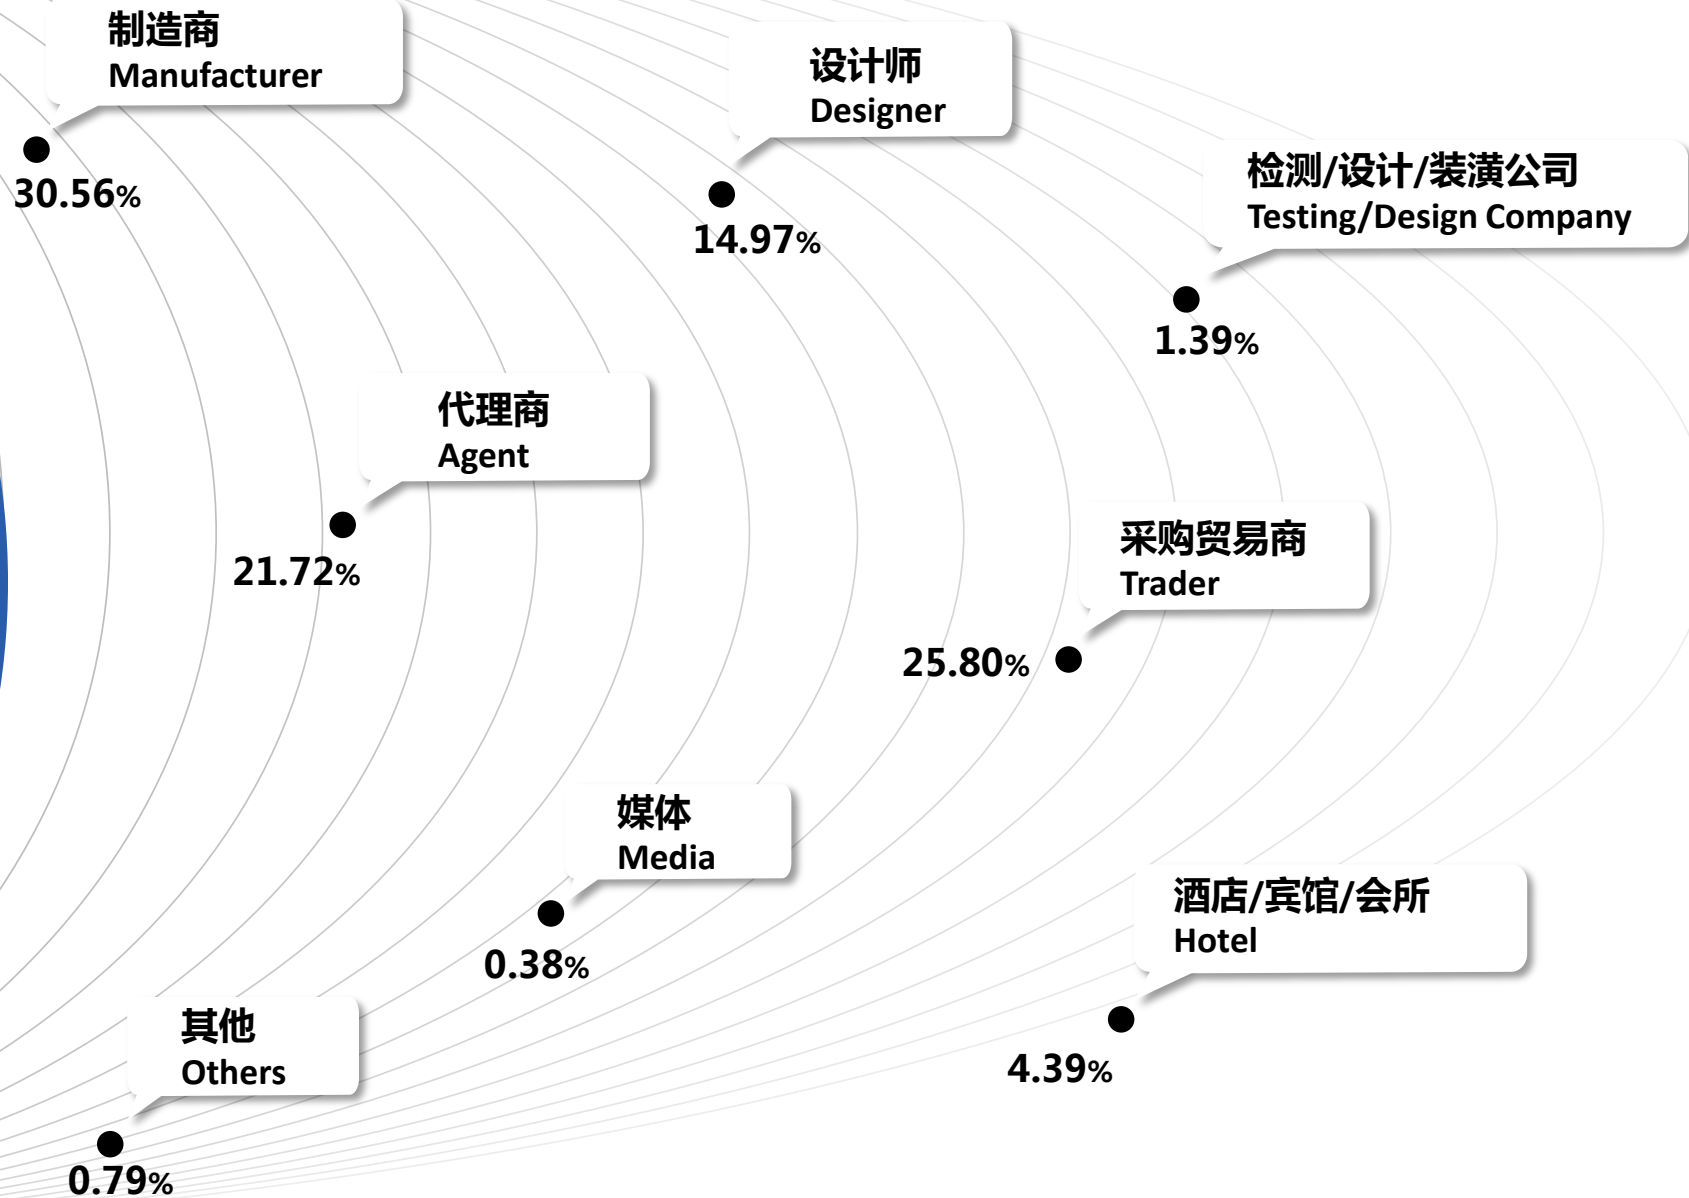 制造商
Manufacturer
30.56%
设计师
Designer
14.97%
检测/设计/装潢公司
Testing/Design Company
1.39%
代理商
Agent
21.72%
采购贸易商
Trader
25.80%
媒体
Media
0.38%
酒店/宾馆/会所
Hotel
4.39%
其他
Others
0.79%